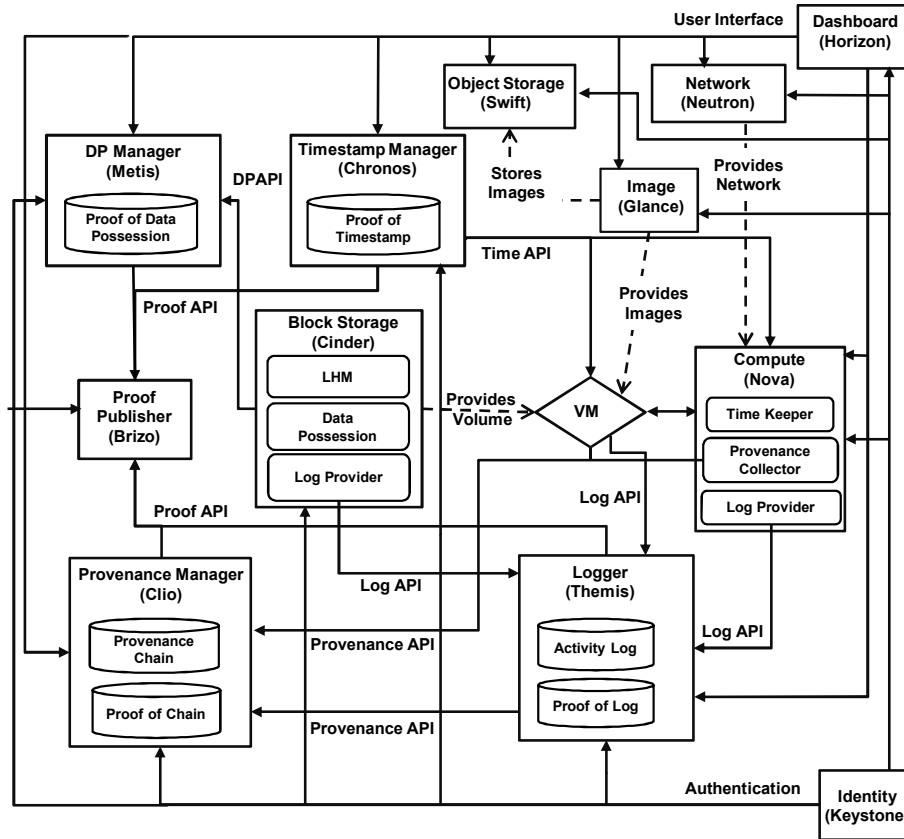 User Interface
Dashboard
(Horizon)
Object Storage
(Swift)
Network
(Neutron)
DP Manager
(Metis)
Proof of Data
Possession
DPAPI
Timestamp Manager
(Chronos)
Proof of
Timestamp
Stores
Images
Image
(Glance)
Provides
Network
Time API
Proof API
Provides
Images
Block Storage
(Cinder)
LHM
Data
Possession
Log Provider
Provides
Volume
VM
Compute
(Nova)
Time Keeper
Provenance
Collector
Log Provider
Proof
Publisher
(Brizo)
Proof API
Log API
Provenance Manager
(Clio)
Provenance
Chain
Proof of Chain
Log API
Logger
(Themis)
Activity Log
Proof of Log
Log API
Provenance API
Provenance API
Authentication
Identity
(Keystone